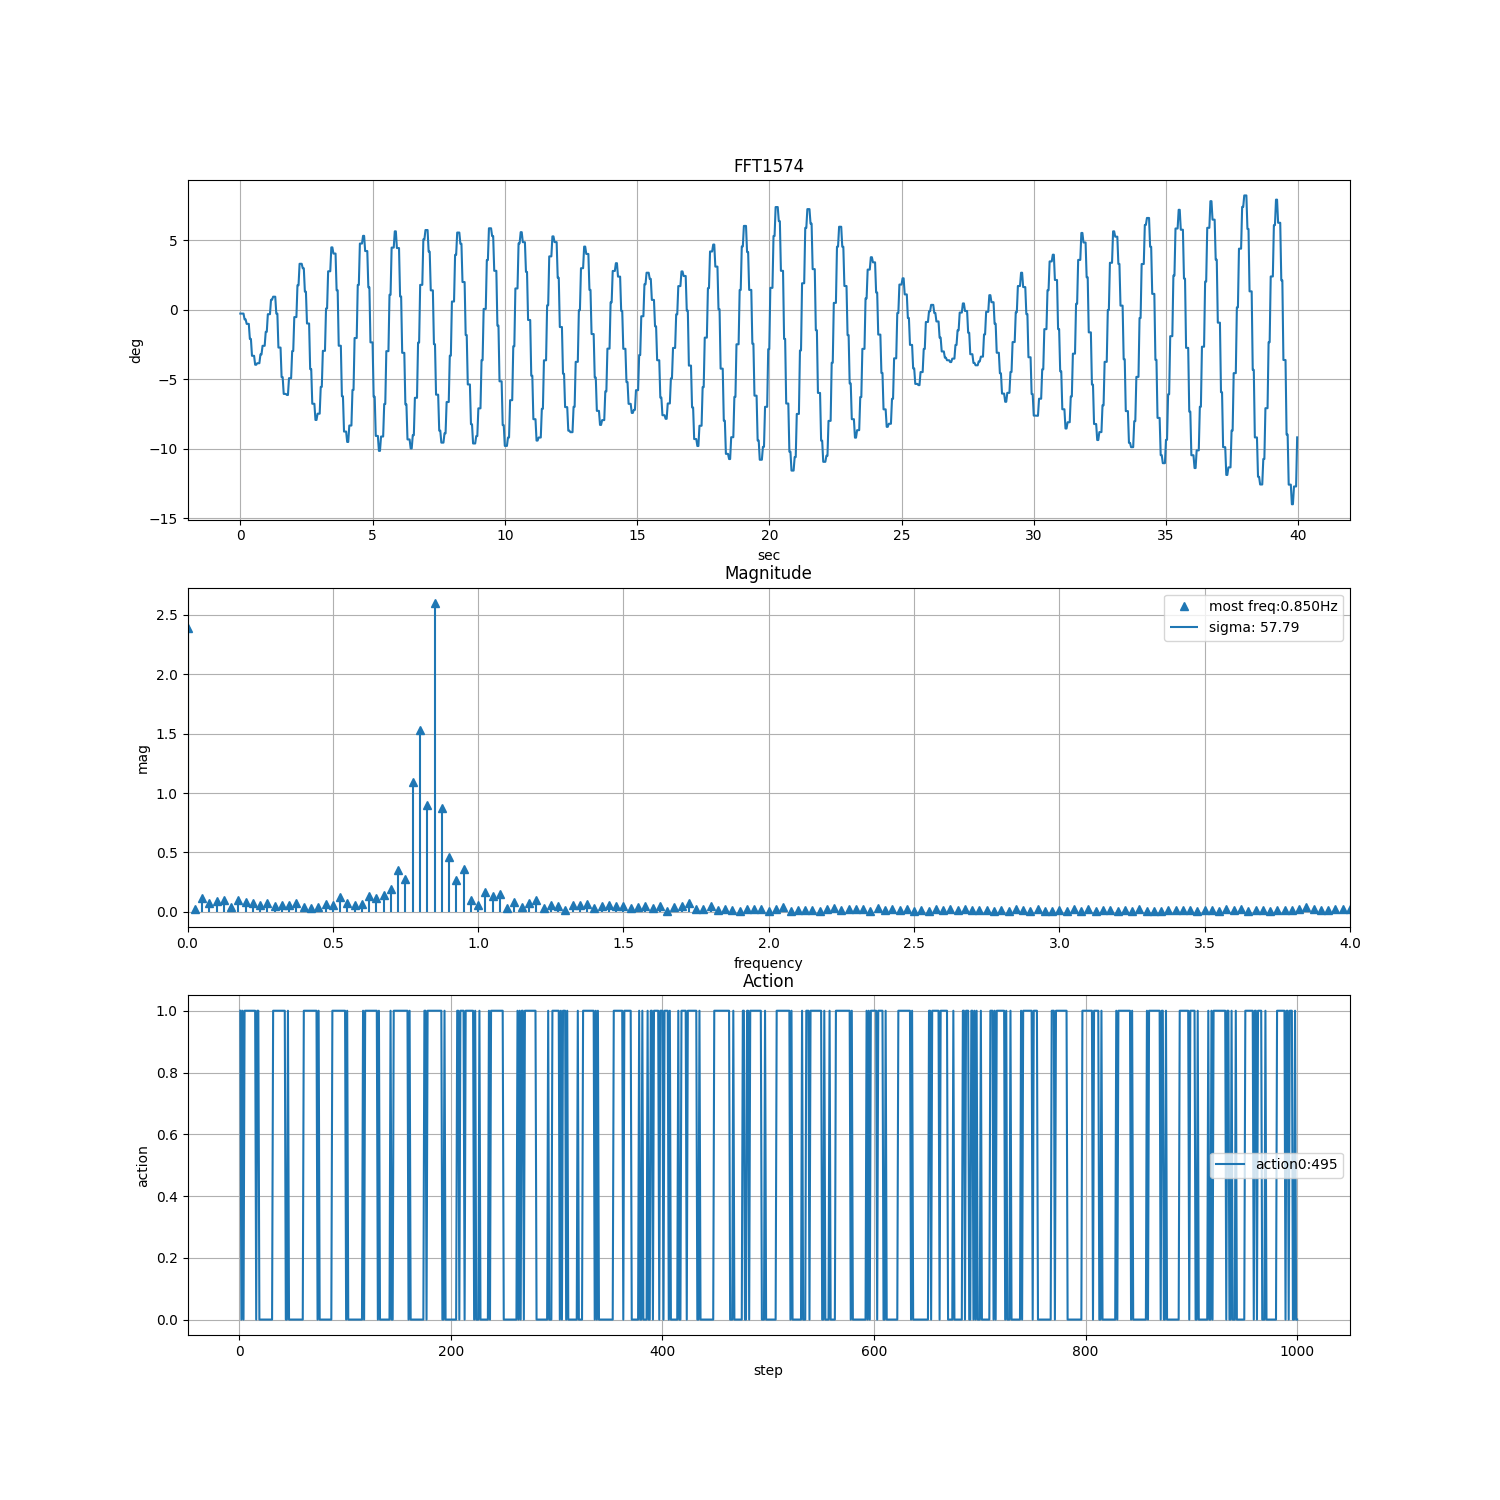 FFT1574
5
0
−5
−10
−15
deg
0 5 10 15 20 25 30 35 40
sec
Magnitude
2.5
2.0
1.5
1.0
0.5
0.0
mag
most freq:0.850Hz
sigma: 57.79
0.0 0.5 1.0 1.5 2.0 2.5 3.0 3.5 4.0
frequency
Action
1.0
0.8
0.6
0.4
0.2
0.0
action
action0:495
0 200 400 600 800 1000
step